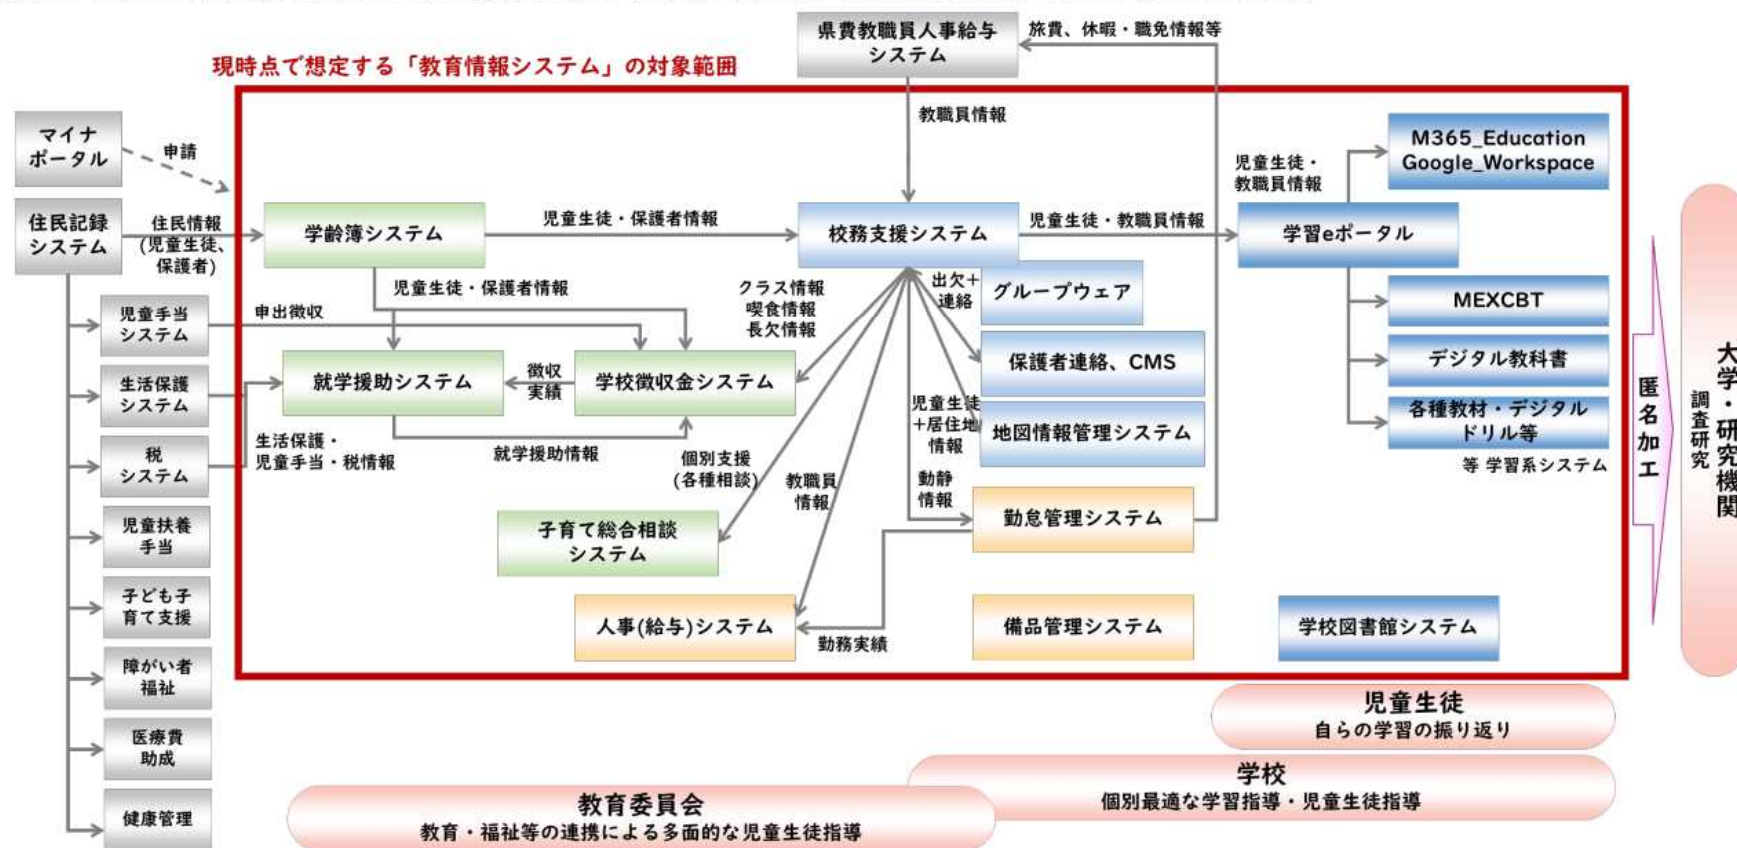 県費教職員人事給与
システム
旅費、休暇・職免情報等
現時点で想定する「教育情報システム」の対象範囲
教職員情報
マイナ
ポータル
申請
住民記録
システム
住民情報
(児童生徒、
保護者)
学齢簿システム
児童生徒・保護者情報
校務支援システム
児童生徒・教職員情報
児童生徒・
教職員情報
M365_Education
Google_Workspace
学習eポータル
MEXCBT
デジタル教科書
各種教材・デジタル
ドリル等
等 学習系システム
児童生徒・保護者情報
クラス情報
喫食情報
長欠情報
出欠+
連絡
グループウェア
保護者連絡、CMS
児童生徒
+居住地
情報
地図情報管理システム
児童手当
システム
申出徴収
生活保護
システム
就学援助システム
徴収
実績
学校徴収金システム
税
システム
生活保護・
児童手当・税情報
就学援助情報
個別支援
(各種相談)
教職員
情報
動静
情報
勤怠管理システム
児童扶養
手当
子育て総合相談
システム
子ども子
育て支援
人事(給与)システム
勤務実績
備品管理システム
学校図書館システム
障がい者
福祉
医療費
助成
健康管理
匿名加工
大学・研究機関
調査研究
児童生徒
自らの学習の振り返り
学校
個別最適な学習指導・児童生徒指導
教育委員会
教育・福祉等の連携による多面的な児童生徒指導